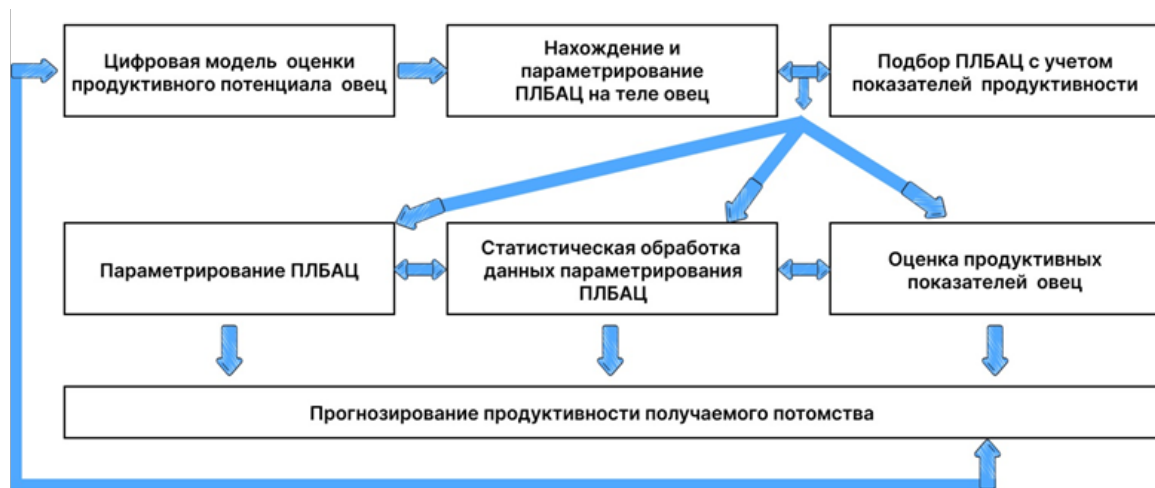 Цифровая модель оценки
продуктивного потенциала овец
Нахождение и
параметрирование
ПЛБАЦ на теле овец
Подбор ПЛБАЦ с учетом
показателей продуктивности
Параметрирование ПЛБАЦ
Статистическая обработка
данных параметрирования
ПЛБАЦ
Оценка продуктивных
показателей овец
Прогнозирование продуктивности получаемого потомства